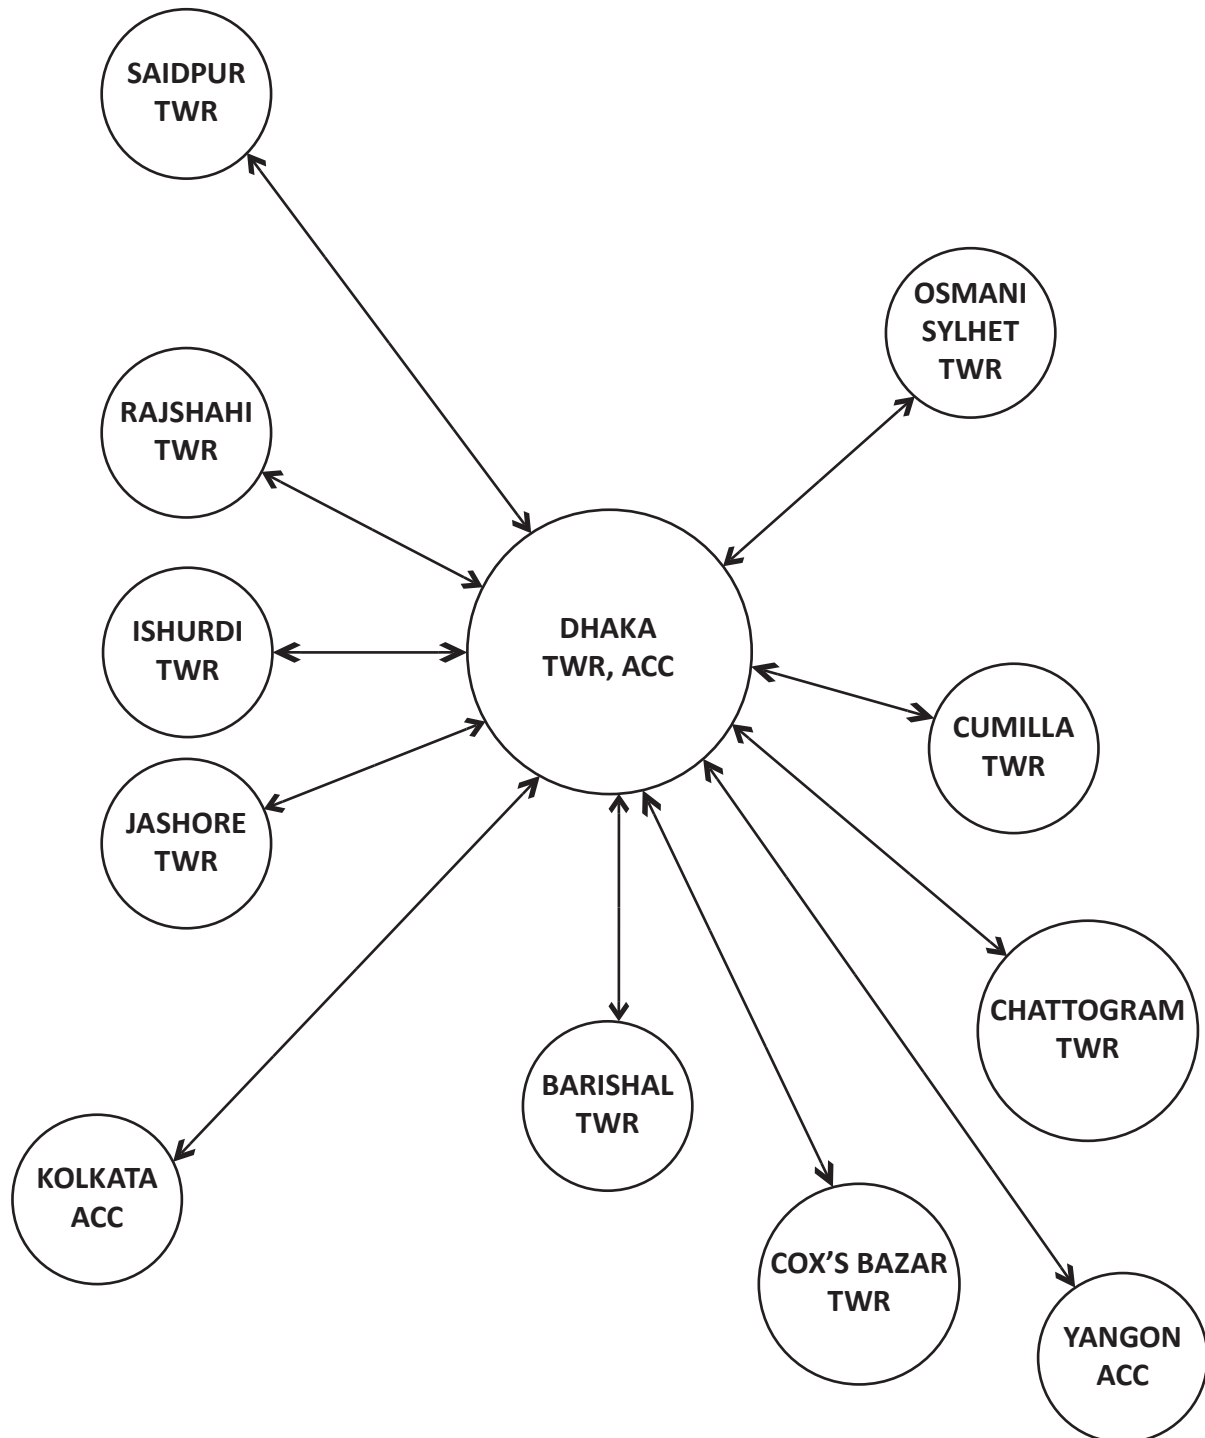 SAIDPUR
TWR
OSMANI
SYLHET
TWR
RAJSHAHI
TWR
ISHURDI
TWR
DHAKA
TWR, ACC
CUMILLA
TWR
JASHORE
TWR
CHATTOGRAM
TWR
BARISHAL
TWR
KOLKATA
ACC
COX’S BAZAR
TWR
YANGON
ACC